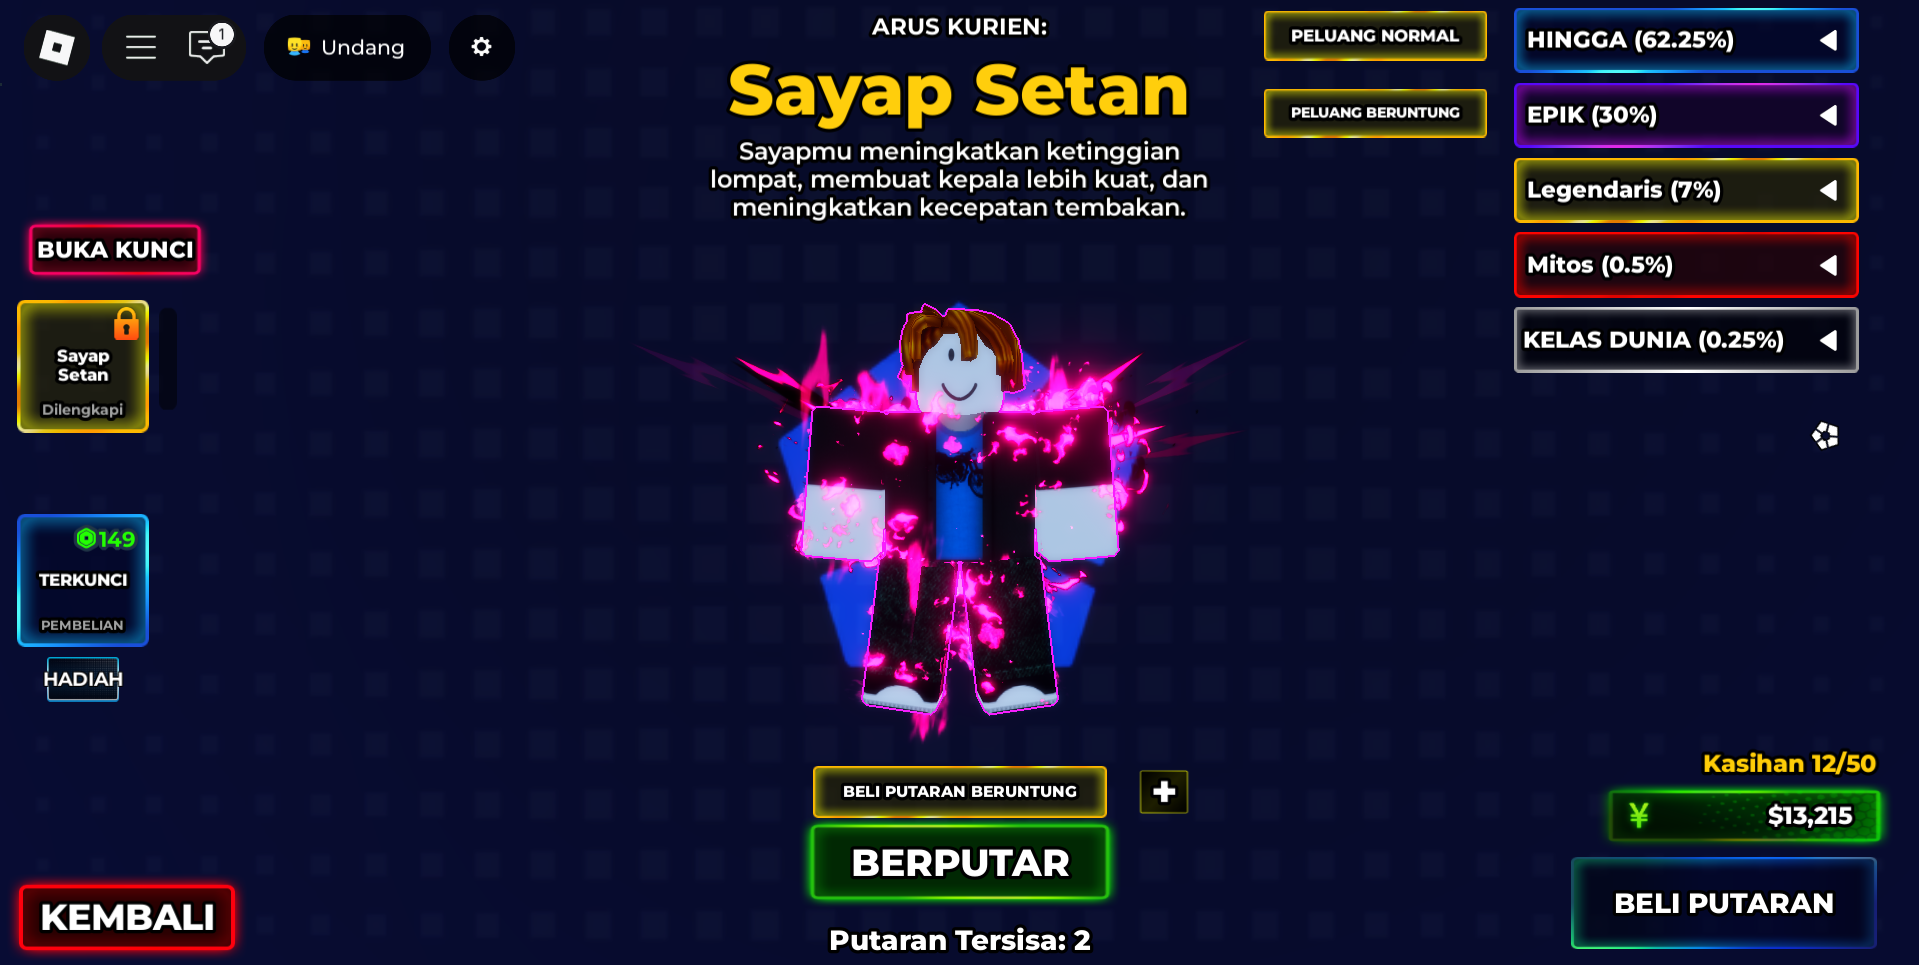 1
Undang
ARUS KURIEN:
Sayap Setan
Sayapmu meningkatkan ketinggian
lompat, membuat kepala lebih kuat, dan
meningkatkan kecepatan tembakan.
PELUANG NORMAL
PELUANG BERUNTUNG
HINGGA (62.25%)
EPIK (30%)
Legendaris (7%)
Mitos (0.5%)
KELAS DUNIA (0.25%)
BUKA KUNCI
Sayap
Setan
Dilengkapi
149
TERKUNCI
PEMBELIAN
HADIAH
KEMBALI
BELI PUTARAN BERUNTUNG
+
BERPUTAR
Putaran Tersisa: 2
Kasihan 12/50
¥ $13,215
BELI PUTARAN